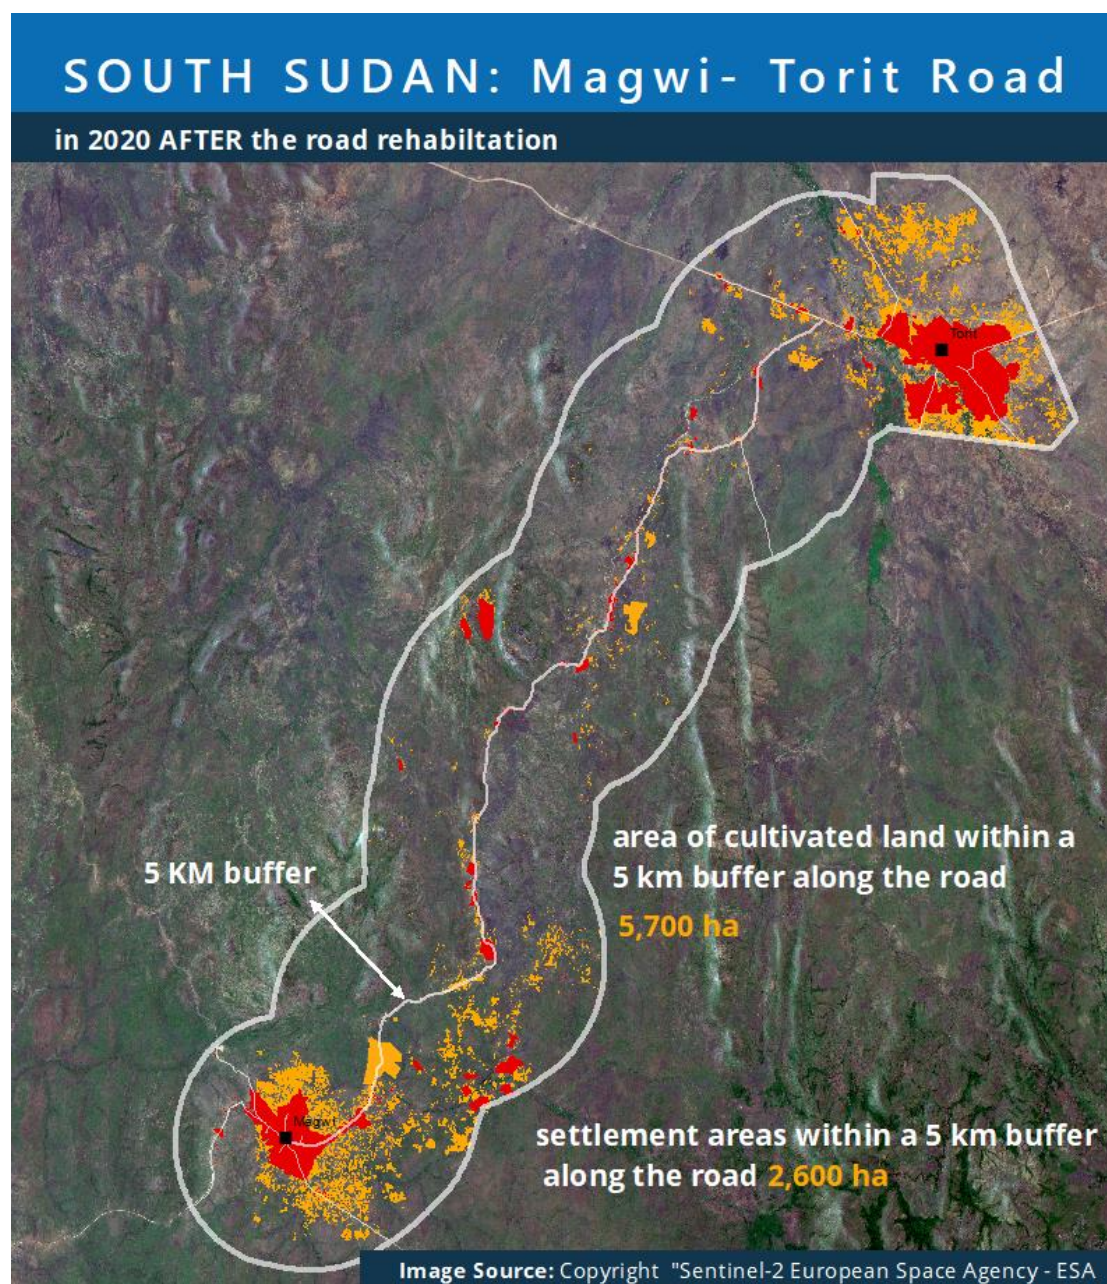 SOUTH SUDAN: Magwi- Torit Road
in 2020 AFTER the road rehabiltation
Torit
area of cultivated land within a
5 km buffer along the road
5,700 ha
5 KM buffer
Magwi
settlement areas within a 5 km buffer
along the road 2,600 ha
Image Source: Copyright "Sentinel-2 European Space Agency - ESA